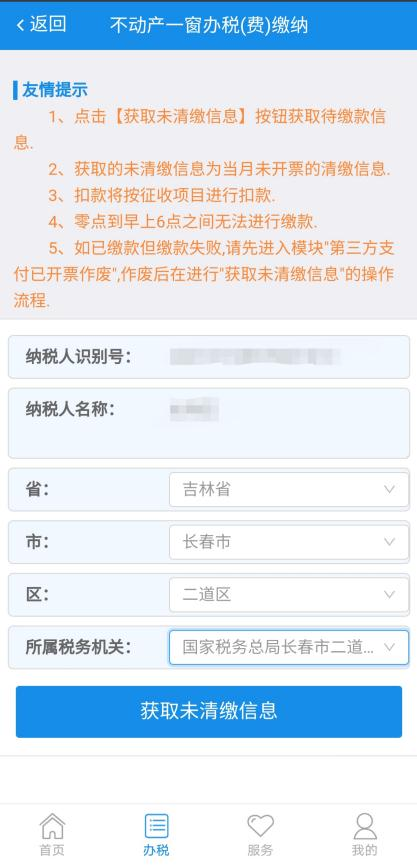 返回
不动产一窗办税(费)缴纳
友情提示
1、点击【获取未清缴信息】按钮获取待缴款信
息.
2、获取的未清缴信息为当月未开票的清缴信息.
3、扣款将按征收项目进行扣款.
4、零点到早上6点之间无法进行缴款.
5、如已缴款但缴款失败,请先进入模块"第三方支
付已开票作废",作废后在进行"获取未清缴信息"的操作
流程.
纳税人识别号：
纳税人名称：
省： 吉林省
市： 长春市
区： 二道区
所属税务机关： 国家税务总局长春市二道...
获取未清缴信息
首页 办税 服务 我的